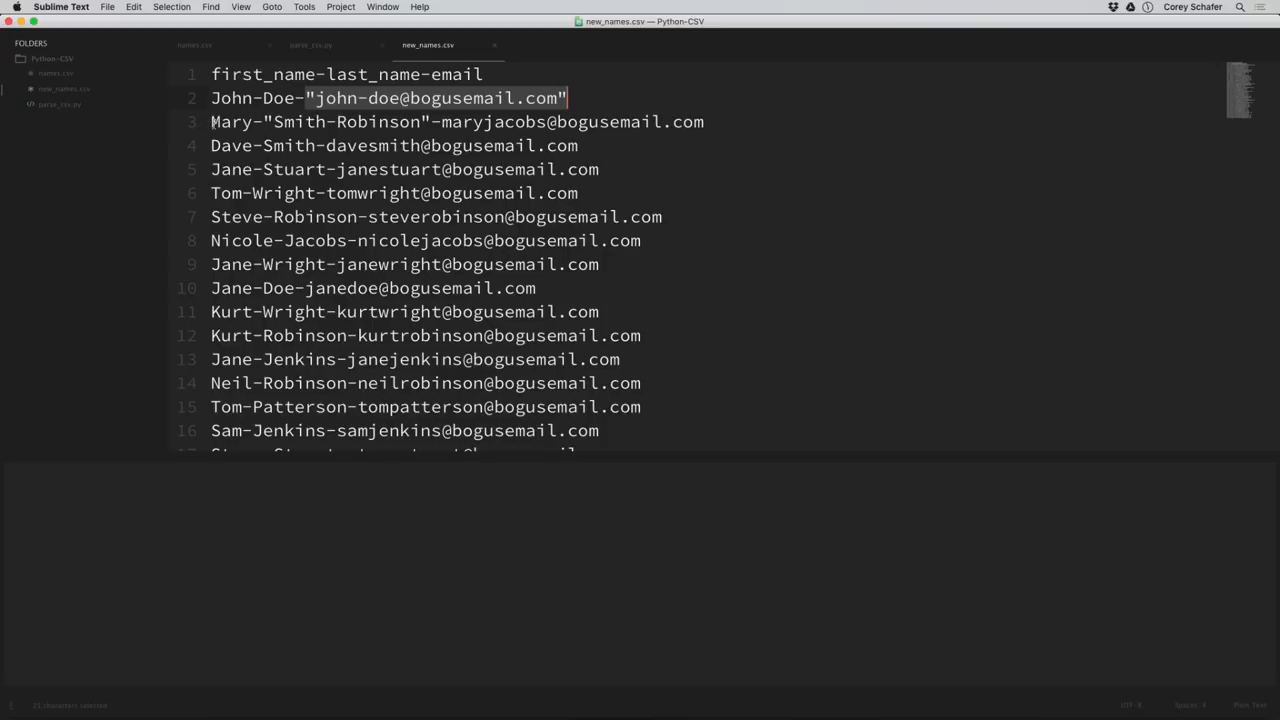 Sublime Text File Edit Selection Find View Goto Tools Project Window Help Corey Schafer
new_names.csv — Python-CSV
FOLDERS
Python-CSV
names.csv
new_names.csv
parse_csv.py
names.csv parse_csv.py new_names.csv
1 first_name-last_name-email
2 John-Doe-"john-doe@bogusemail.com"
3 Mary-"Smith-Robinson"-maryjacobs@bogusemail.com
4 Dave-Smith-davesmith@bogusemail.com
5 Jane-Stuart-janestuart@bogusemail.com
6 Tom-Wright-tomwright@bogusemail.com
7 Steve-Robinson-steverobinson@bogusemail.com
8 Nicole-Jacobs-nicolejacobs@bogusemail.com
9 Jane-Wright-janewright@bogusemail.com
10 Jane-Doe-janedoe@bogusemail.com
11 Kurt-Wright-kurtwright@bogusemail.com
12 Kurt-Robinson-kurtrobinson@bogusemail.com
13 Jane-Jenkins-janejenkins@bogusemail.com
14 Neil-Robinson-neilrobinson@bogusemail.com
15 Tom-Patterson-tompatterson@bogusemail.com
16 Sam-Jenkins-samjenkins@bogusemail.com
characters selected UTF-8 Spaces: 4 Plain Text